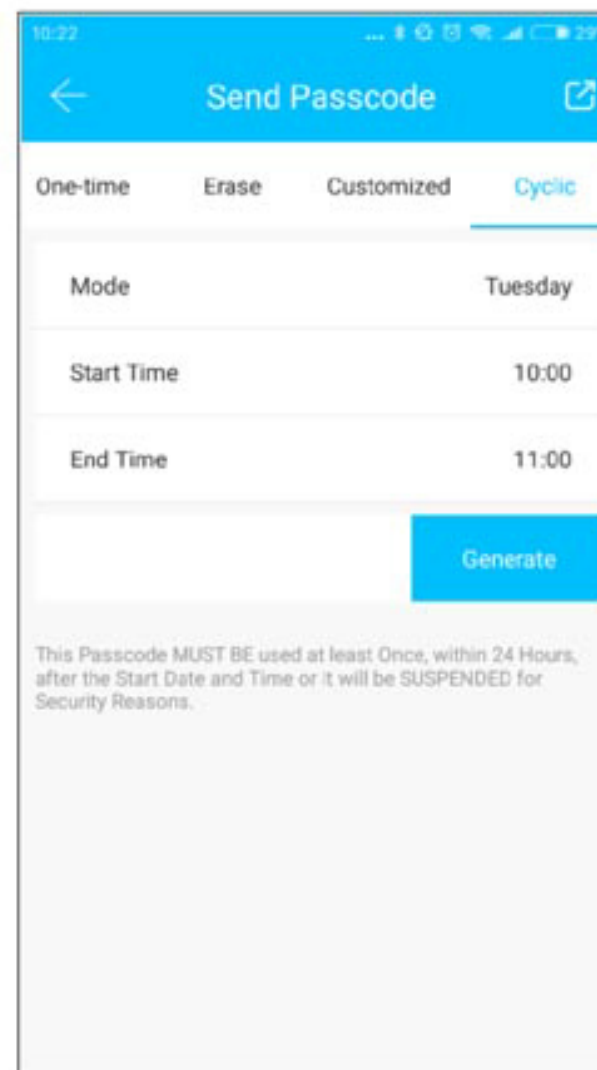 10:22 ... 29
Send Passcode
One-time Erase Customized Cyclic
Mode Tuesday
Start Time 10:00
End Time 11:00
Generate
This Passcode MUST BE used at least Once, within 24 Hours,
after the Start Date and Time or it will be SUSPENDED for
Security Reasons.